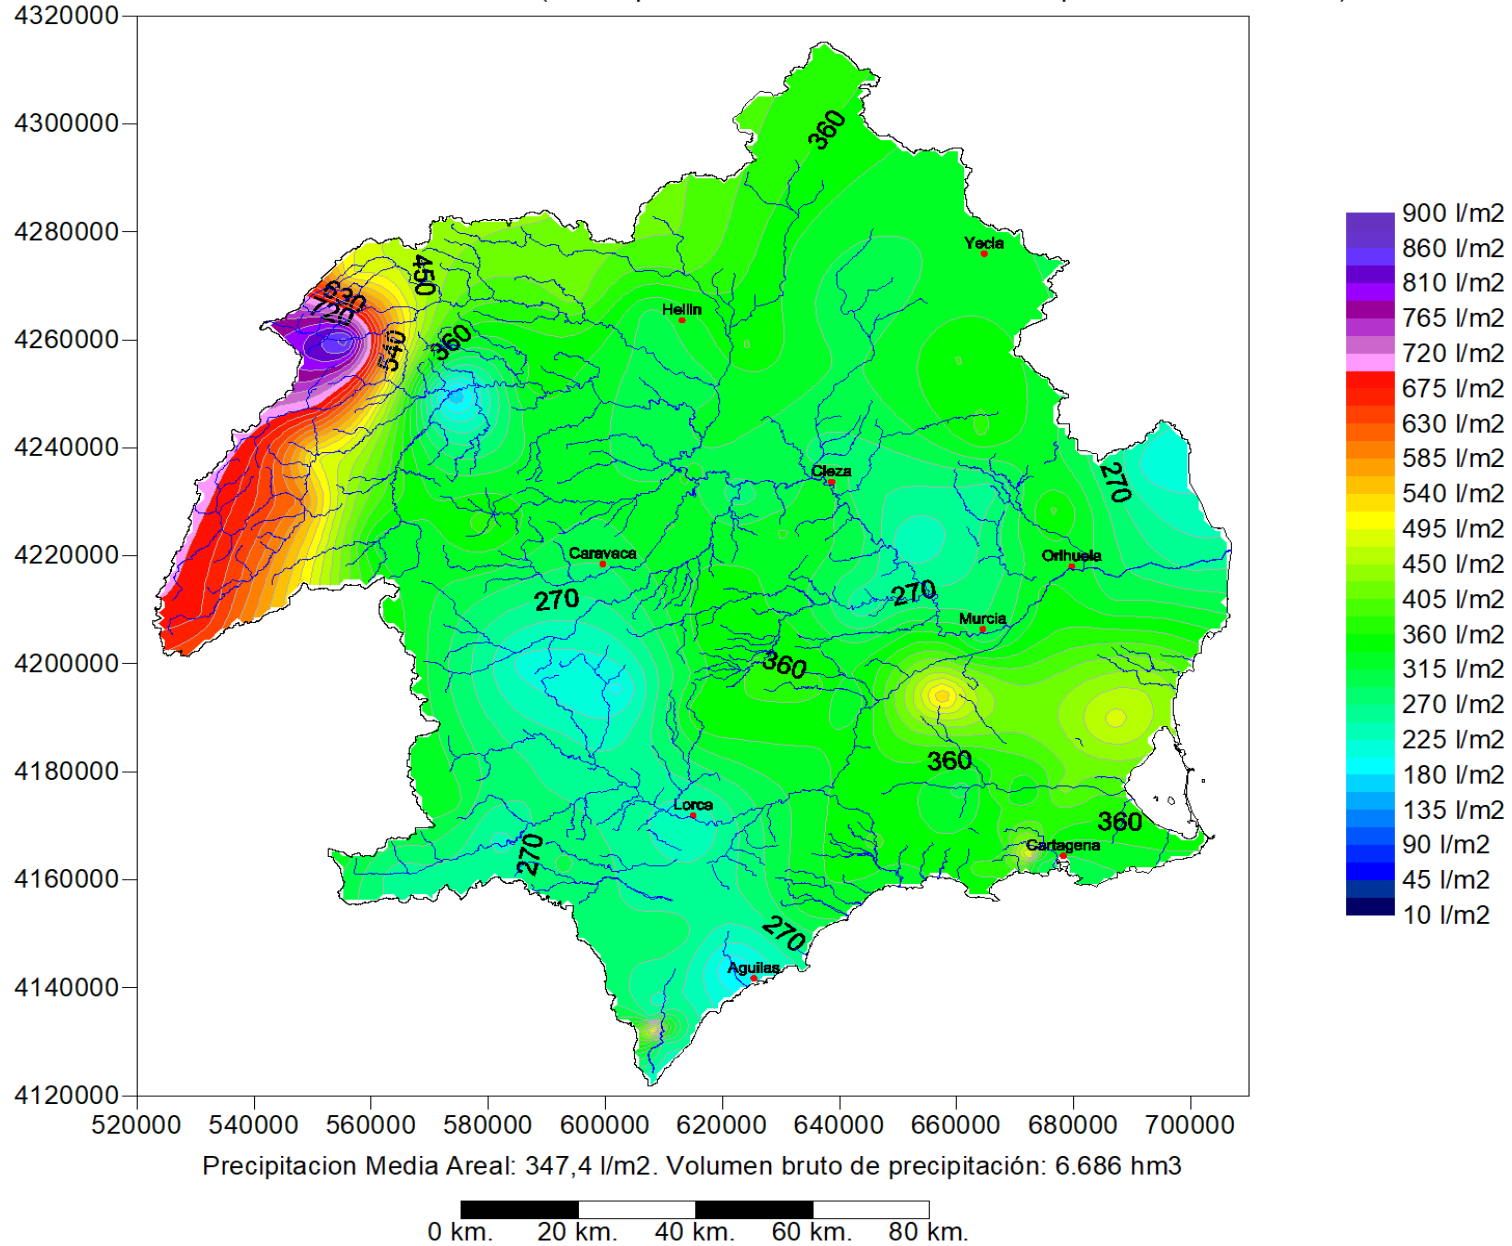 4320000
4300000
4280000
4260000
4240000
4220000
4200000
4180000
4160000
4140000
4120000
520000 540000 560000 580000 600000 620000 640000 660000 680000 700000
360
Yecla
450
630
720
Hellin
540
360
Cieza
270
Caravaca
Orihuela
270
270
Murcia
360
360
Lorca
360
270
Cartagena
270
Aguilas
900 l/m2
860 l/m2
810 l/m2
765 l/m2
720 l/m2
675 l/m2
630 l/m2
585 l/m2
540 l/m2
495 l/m2
450 l/m2
405 l/m2
360 l/m2
315 l/m2
270 l/m2
225 l/m2
180 l/m2
135 l/m2
90 l/m2
45 l/m2
10 l/m2
Precipitacion Media Areal: 347,4 l/m2. Volumen bruto de precipitación: 6.686 hm3
0 km. 20 km. 40 km. 60 km. 80 km.